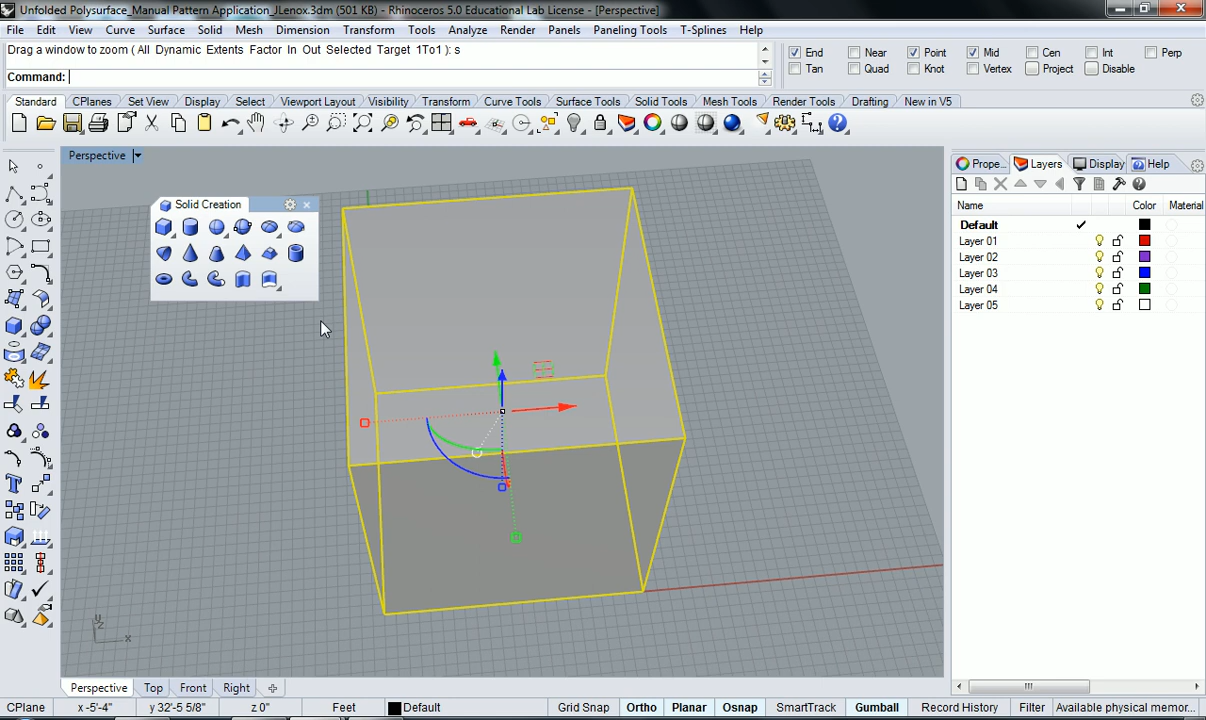 Unfolded Polysurface_Manual Pattern Application_JLenox.3dm (501 KB) - Rhinoceros 5.0 Educational Lab License - [Perspective]
File Edit View Curve Surface Solid Mesh Dimension Transform Tools Analyze Render Panels Paneling Tools T-Splines Help
Drag a window to zoom ( All Dynamic Extents Factor In Out Selected Target 1To1 ): s
Command:
End Near Point Mid Cen Int Perp
Tan Quad Knot Vertex Project Disable
Standard CPlanes Set View Display Select Viewport Layout Visibility Transform Curve Tools Surface Tools Solid Tools Mesh Tools Render Tools Drafting New in V5
Perspective
Prope... Layers Display Help
Solid Creation
Name Color Material
Default
Layer 01
Layer 02
Layer 03
Layer 04
Layer 05
z
x
Perspective Top Front Right
CPlane x -5'-4" y 32'-5 5/8" z 0" Feet Default Grid Snap Ortho Planar Osnap SmartTrack Gumball Record History Filter Available physical memor...